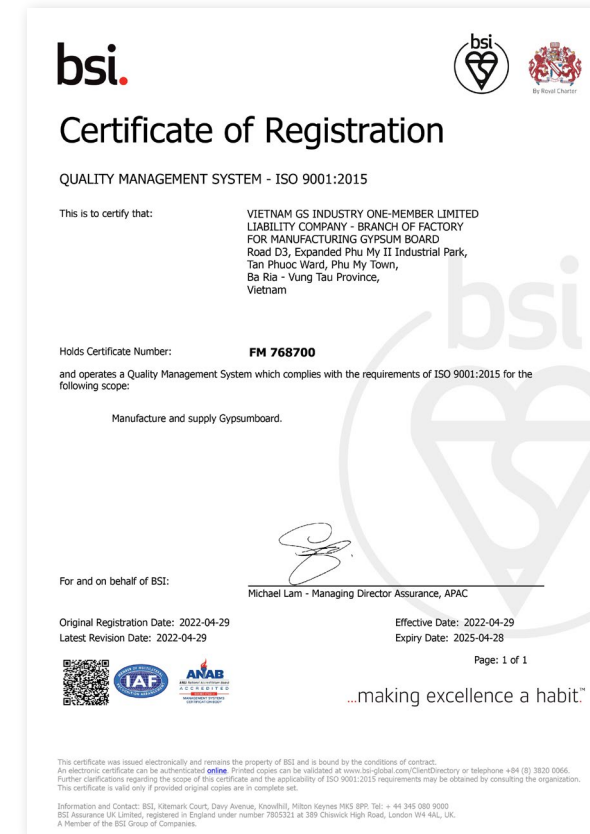 bsi.
bsi
By Royal Charter
Certificate of Registration
QUALITY MANAGEMENT SYSTEM - ISO 9001:2015
This is to certify that:
VIETNAM GS INDUSTRY ONE-MEMBER LIMITED
LIABILITY COMPANY - BRANCH OF FACTORY
FOR MANUFACTURING GYPSUM BOARD
Road D3, Expanded Phu My II Industrial Park,
Tan Phuoc Ward, Phu My Town,
Ba Ria - Vung Tau Province,
Vietnam
bsi
Holds Certificate Number:
FM 768700
and operates a Quality Management System which complies with the requirements of ISO 9001:2015 for the
following scope:
Manufacture and supply Gypsumboard.
For and on behalf of BSI:
Michael Lam - Managing Director Assurance, APAC
Original Registration Date: 2022-04-29
Effective Date: 2022-04-29
Latest Revision Date: 2022-04-29
Expiry Date: 2025-04-28
Page: 1 of 1
IAF
ANAB
ACCREDITED
MANAGEMENT SYSTEMS
CERTIFICATION BODY
...making excellence a habit.™
This certificate was issued electronically and remains the property of BSI and is bound by the conditions of contract.
An electronic certificate can be authenticated online. Printed copies can be validated at www.bsi-global.com/ClientDirectory or telephone +84 (8) 3820 0066.
Further clarifications regarding the scope of this certificate and the applicability of ISO 9001:2015 requirements may be obtained by consulting the organization.
This certificate is valid only if provided original copies are in complete set.
Information and Contact: BSI, Kitemark Court, Davy Avenue, Knowlhill, Milton Keynes MK5 8PP. Tel: + 44 345 080 9000
BSI Assurance UK Limited, registered in England under number 7805321 at 389 Chiswick High Road, London W4 4AL, UK.
A Member of the BSI Group of Companies.